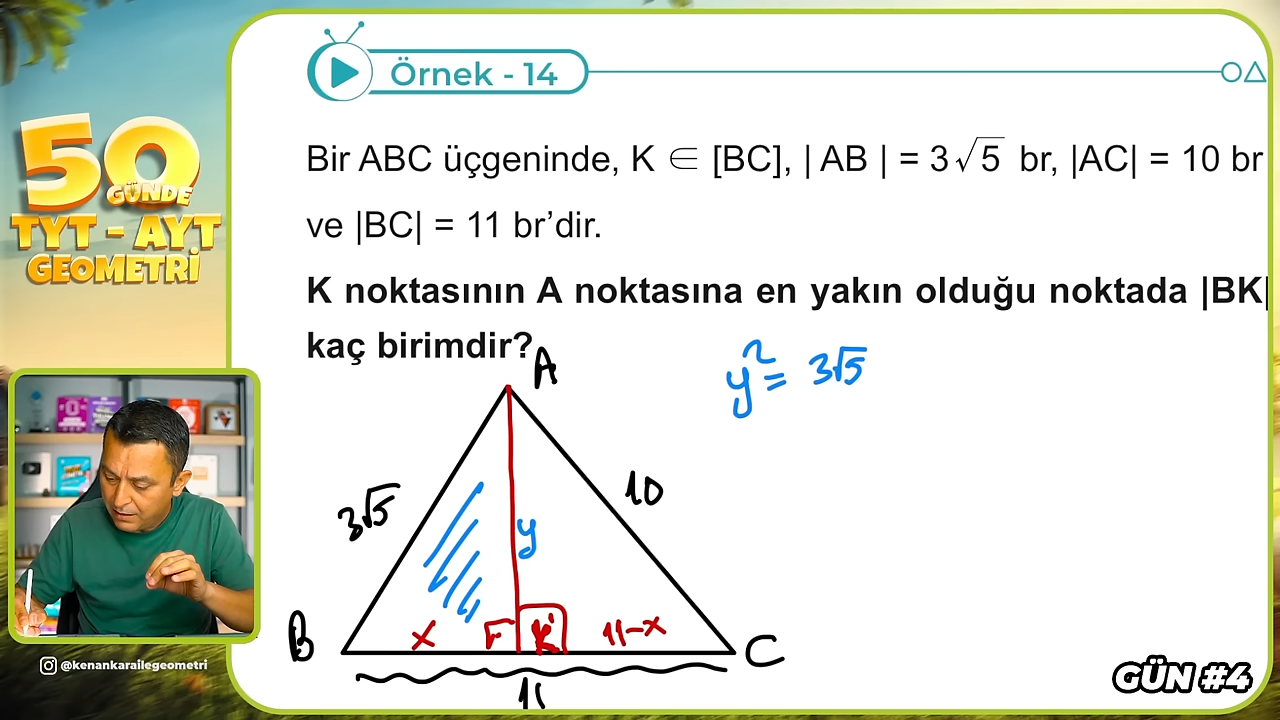 Örnek - 14
50
GÜNDE
TYT - AYT
GEOMETRİ
Bir ABC üçgeninde, K ∈ [BC], | AB | = 3√5 br, |AC| = 10 br
ve |BC| = 11 br’dir.
K noktasının A noktasına en yakın olduğu noktada |BK|
kaç birimdir?
A
y² = 3√5
3√5
10
y
B
x
K
11-x
C
11
@kenankarailegeometri
GÜN #4